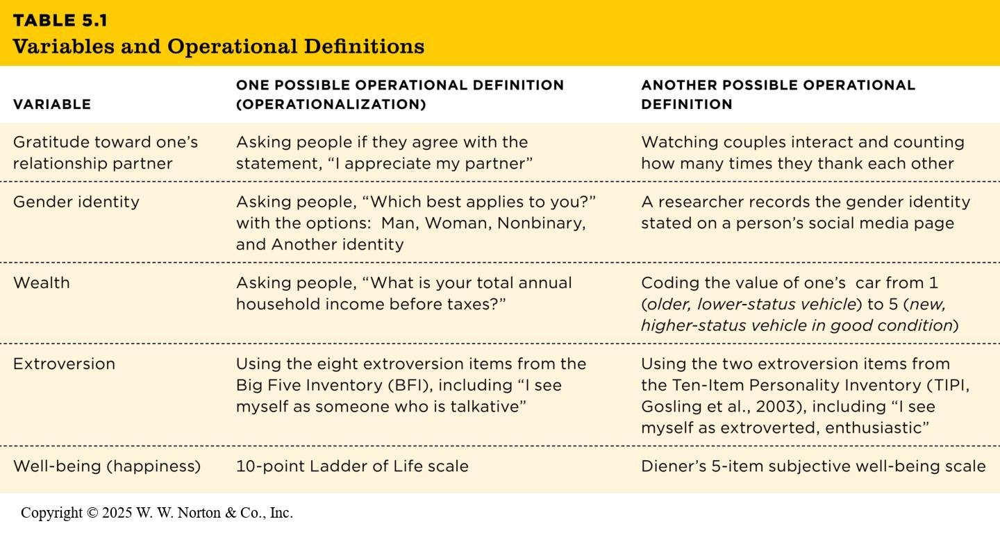 TABLE 5.1
Variables and Operational Definitions
VARIABLE
ONE POSSIBLE OPERATIONAL DEFINITION
(OPERATIONALIZATION)
ANOTHER POSSIBLE OPERATIONAL
DEFINITION
Gratitude toward one’s
relationship partner
Asking people if they agree with the
statement, “I appreciate my partner”
Watching couples interact and counting
how many times they thank each other
Gender identity
Asking people, “Which best applies to you?”
with the options:  Man, Woman, Nonbinary,
and Another identity
A researcher records the gender identity
stated on a person’s social media page
Wealth
Asking people, “What is your total annual
household income before taxes?”
Coding the value of one’s  car from 1
(older, lower-status vehicle) to 5 (new,
higher-status vehicle in good condition)
Extroversion
Using the eight extroversion items from the
Big Five Inventory (BFI), including “I see
myself as someone who is talkative”
Using the two extroversion items from
the Ten-Item Personality Inventory (TIPI,
Gosling et al., 2003), including “I see
myself as extroverted, enthusiastic”
Well-being (happiness)
10-point Ladder of Life scale
Diener’s 5-item subjective well-being scale
Copyright © 2025 W. W. Norton & Co., Inc.